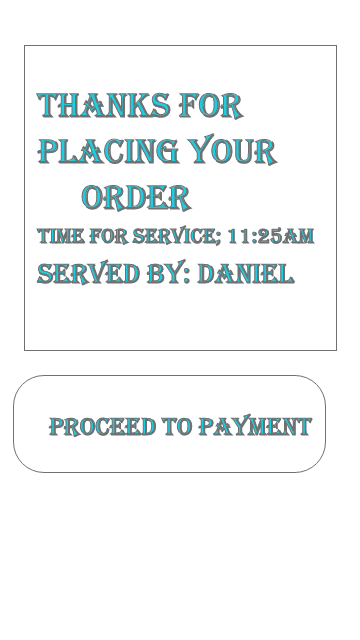 THANKS FOR
PLACING YOUR
ORDER
TIME FOR SERVICE; 11:25AM
SERVED BY: DANIEL
PROCEED TO PAYMENT